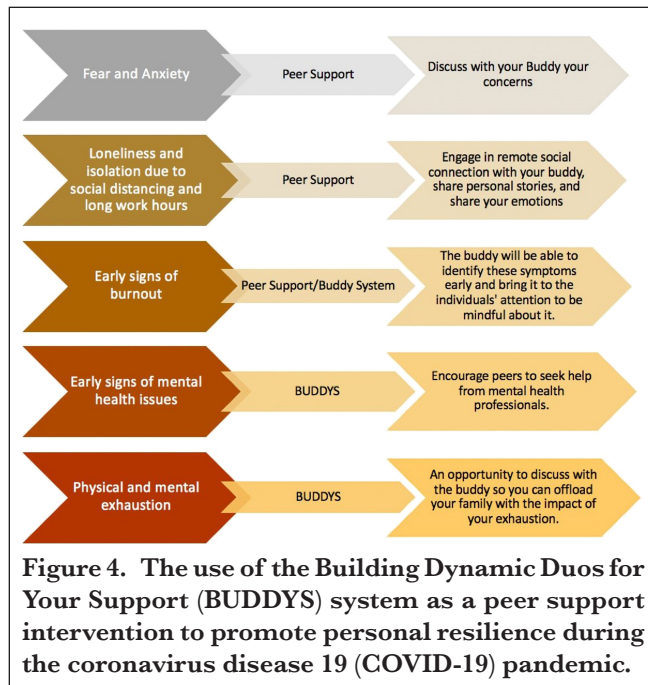 Fear and Anxiety
Peer Support
Discuss with your Buddy your
concerns
Loneliness and
isolation due to
social distancing and
long work hours
Peer Support
Engage in remote social
connection with your buddy,
share personal stories, and
share your emotions
Early signs of
burnout
Peer Support/Buddy System
The buddy will be able to
identify these symptoms
early and bring it to the
individuals' attention to be
mindful about it.
Early signs of mental
health issues
BUDDYS
Encourage peers to seek help
from mental health
professionals.
Physical and mental
exhaustion
BUDDYS
An opportunity to discuss with
the buddy so you can offload
your family with the impact of
your exhaustion.
Figure 4. The use of the Building Dynamic Duos for
Your Support (BUDDYS) system as a peer support
intervention to promote personal resilience during
the coronavirus disease 19 (COVID-19) pandemic.